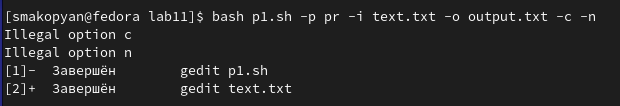 [smakopyan@fedora lab11]$ bash p1.sh -p pr -i text.txt -o output.txt -c -n
Illegal option c
Illegal option n
[1]-  Завершён        gedit p1.sh
[2]+  Завершён        gedit text.txt